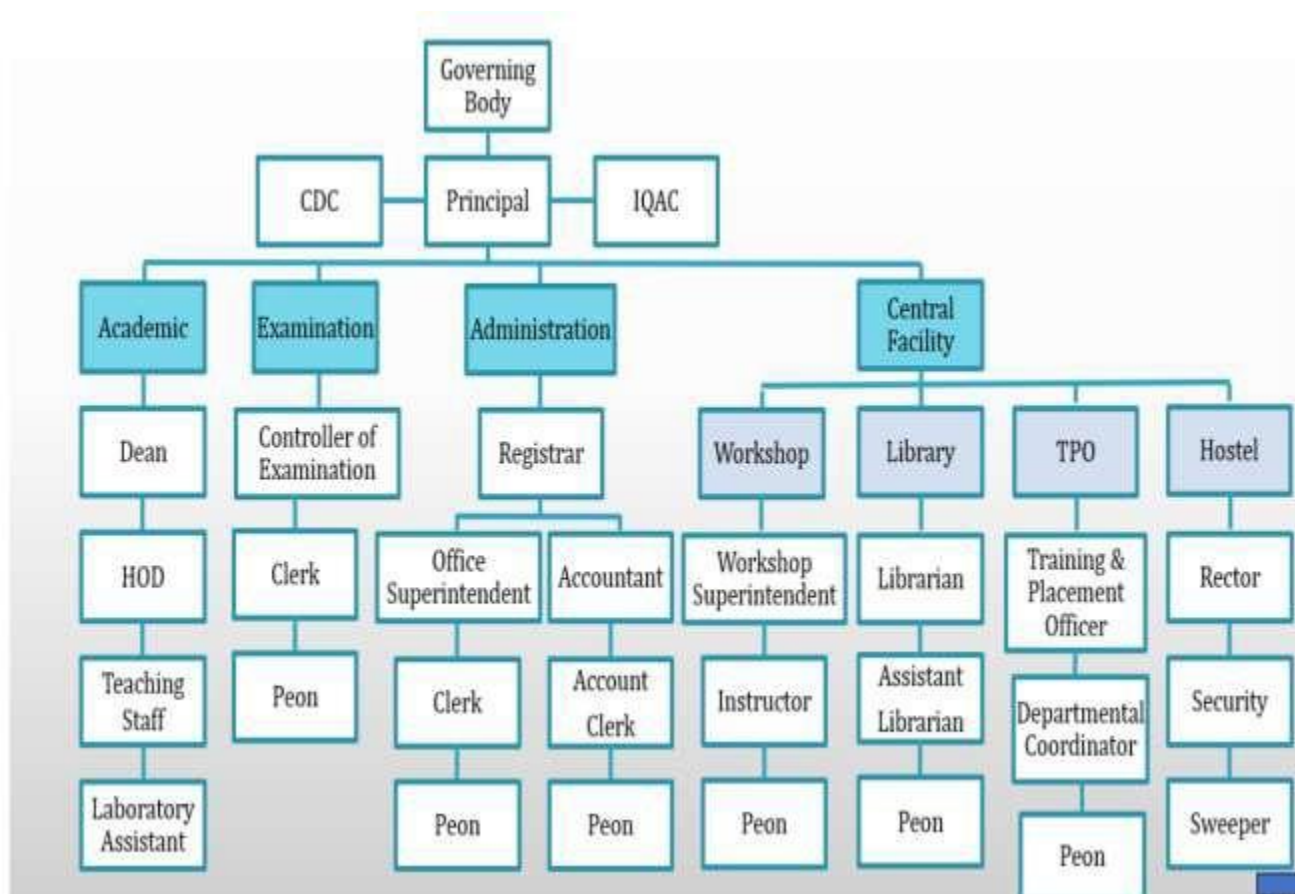 Governing
Body
CDC
Principal
IQAC
Academic
Examination
Administration
Central
Facility
Dean
Controller of
Examination
Registrar
Workshop
Library
TPO
Hostel
HOD
Clerk
Office
Superintendent
Accountant
Workshop
Superintendent
Librarian
Training &
Placement
Officer
Rector
Teaching
Staff
Peon
Clerk
Account
Clerk
Instructor
Assistant
Librarian
Departmental
Coordinator
Security
Laboratory
Assistant
Peon
Peon
Peon
Peon
Peon
Sweeper